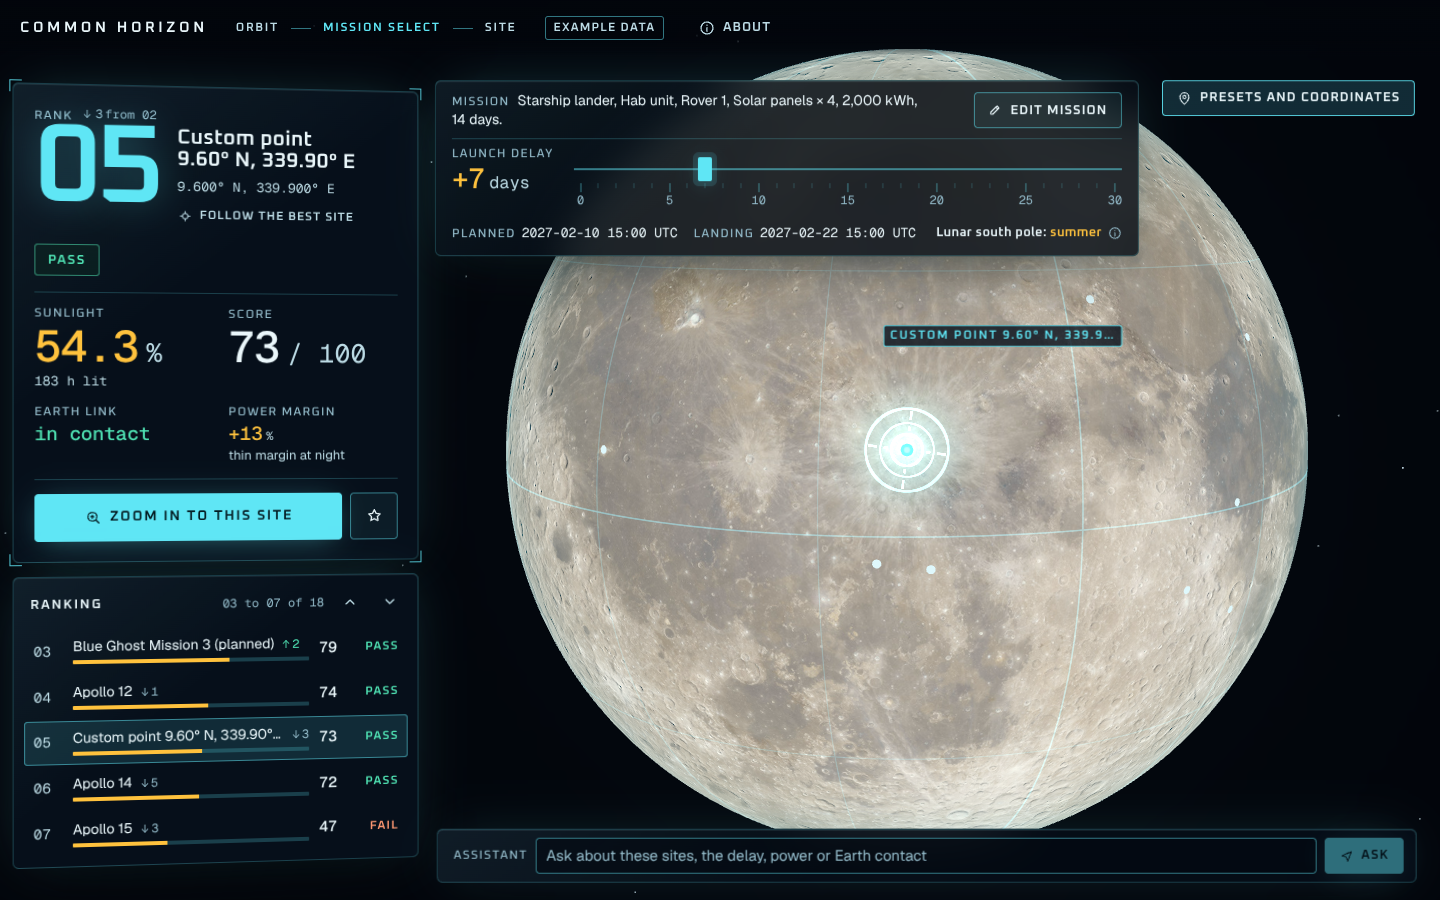 COMMON HORIZON
ORBIT
MISSION SELECT
SITE
EXAMPLE DATA
ABOUT
RANK ↓ 3 from 02
05
Custom point
9.60° N, 339.90° E
9.600° N, 339.900° E
FOLLOW THE BEST SITE
PASS
SUNLIGHT
54.3 %
183 h lit
SCORE
73 / 100
EARTH LINK
in contact
POWER MARGIN
+13 %
thin margin at night
ZOOM IN TO THIS SITE
RANKING
03 to 07 of 18
03 Blue Ghost Mission 3 (planned) ↑ 2 79 PASS
04 Apollo 12 ↓ 1 74 PASS
05 Custom point 9.60° N, 339.90°… ↓ 3 73 PASS
06 Apollo 14 ↓ 5 72 PASS
07 Apollo 15 ↓ 3 47 FAIL
MISSION Starship lander, Hab unit, Rover 1, Solar panels × 4, 2,000 kWh,
14 days.
EDIT MISSION
LAUNCH DELAY
+7 days
0 5 10 15 20 25 30
PLANNED 2027-02-10 15:00 UTC LANDING 2027-02-22 15:00 UTC Lunar south pole: summer
PRESETS AND COORDINATES
CUSTOM POINT 9.60° N, 339.9…
ASSISTANT
Ask about these sites, the delay, power or Earth contact
ASK